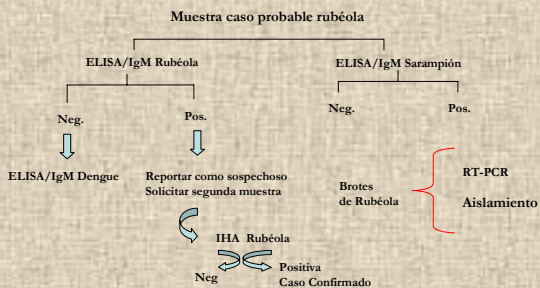 Muestra caso probable rubéola
ELISA/IgM Rubéola
ELISA/IgM Sarampión
Neg.
Pos.
Neg.
Pos.
ELISA/IgM Dengue
Reportar como sospechoso
Solicitar segunda muestra
Brotes
de Rubéola
RT-PCR
Aislamiento
IHA Rubéola
Neg
Positiva
Caso Confirmado